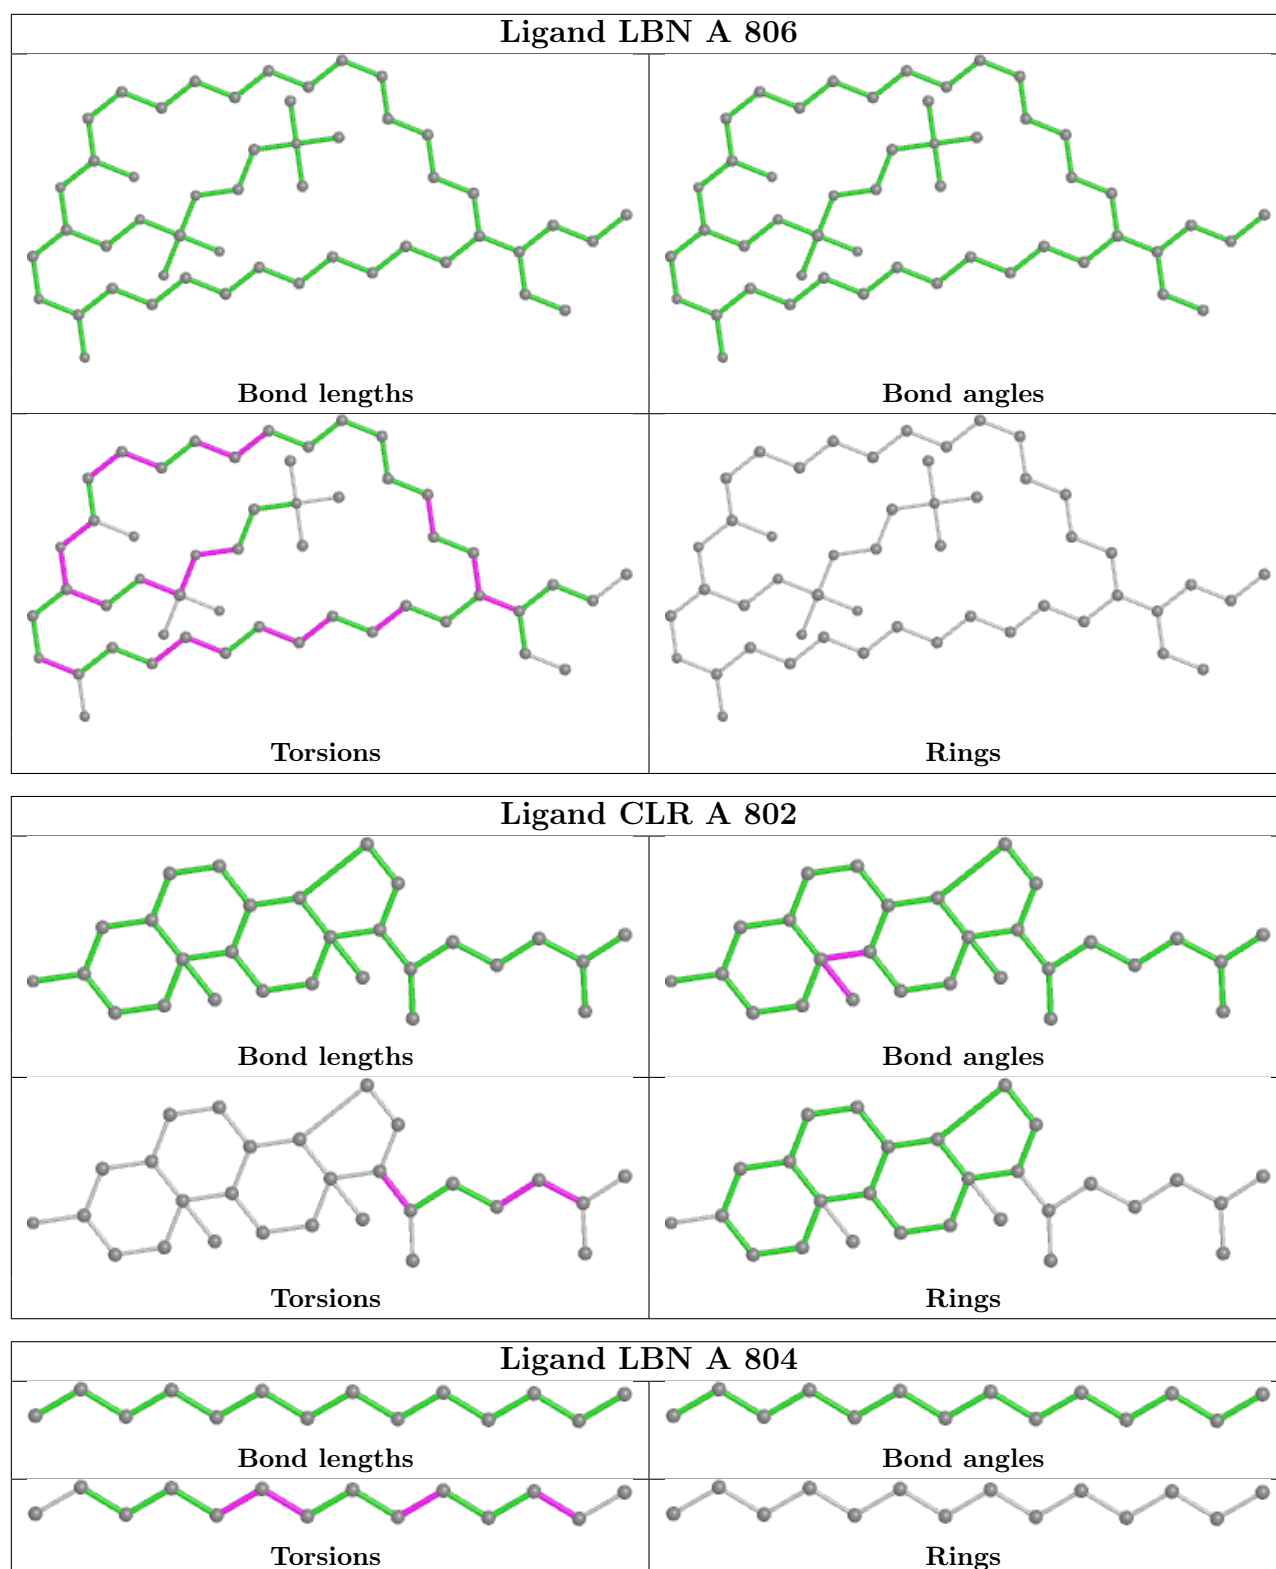 Ligand LBN A 806
Bond lengths
Bond angles
Torsions
Rings
Ligand CLR A 802
Bond lengths
Bond angles
Torsions
Rings
Ligand LBN A 804
Bond lengths
Bond angles
Torsions
Rings